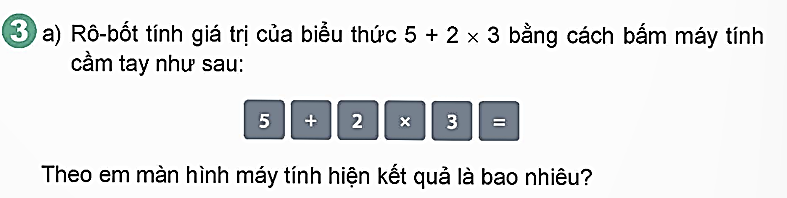 3 a) Rô-bốt tính giá trị của biểu thức 5 + 2 × 3 bằng cách bấm máy tính
cầm tay như sau:
5 + 2 × 3 =
Theo em màn hình máy tính hiện kết quả là bao nhiêu?